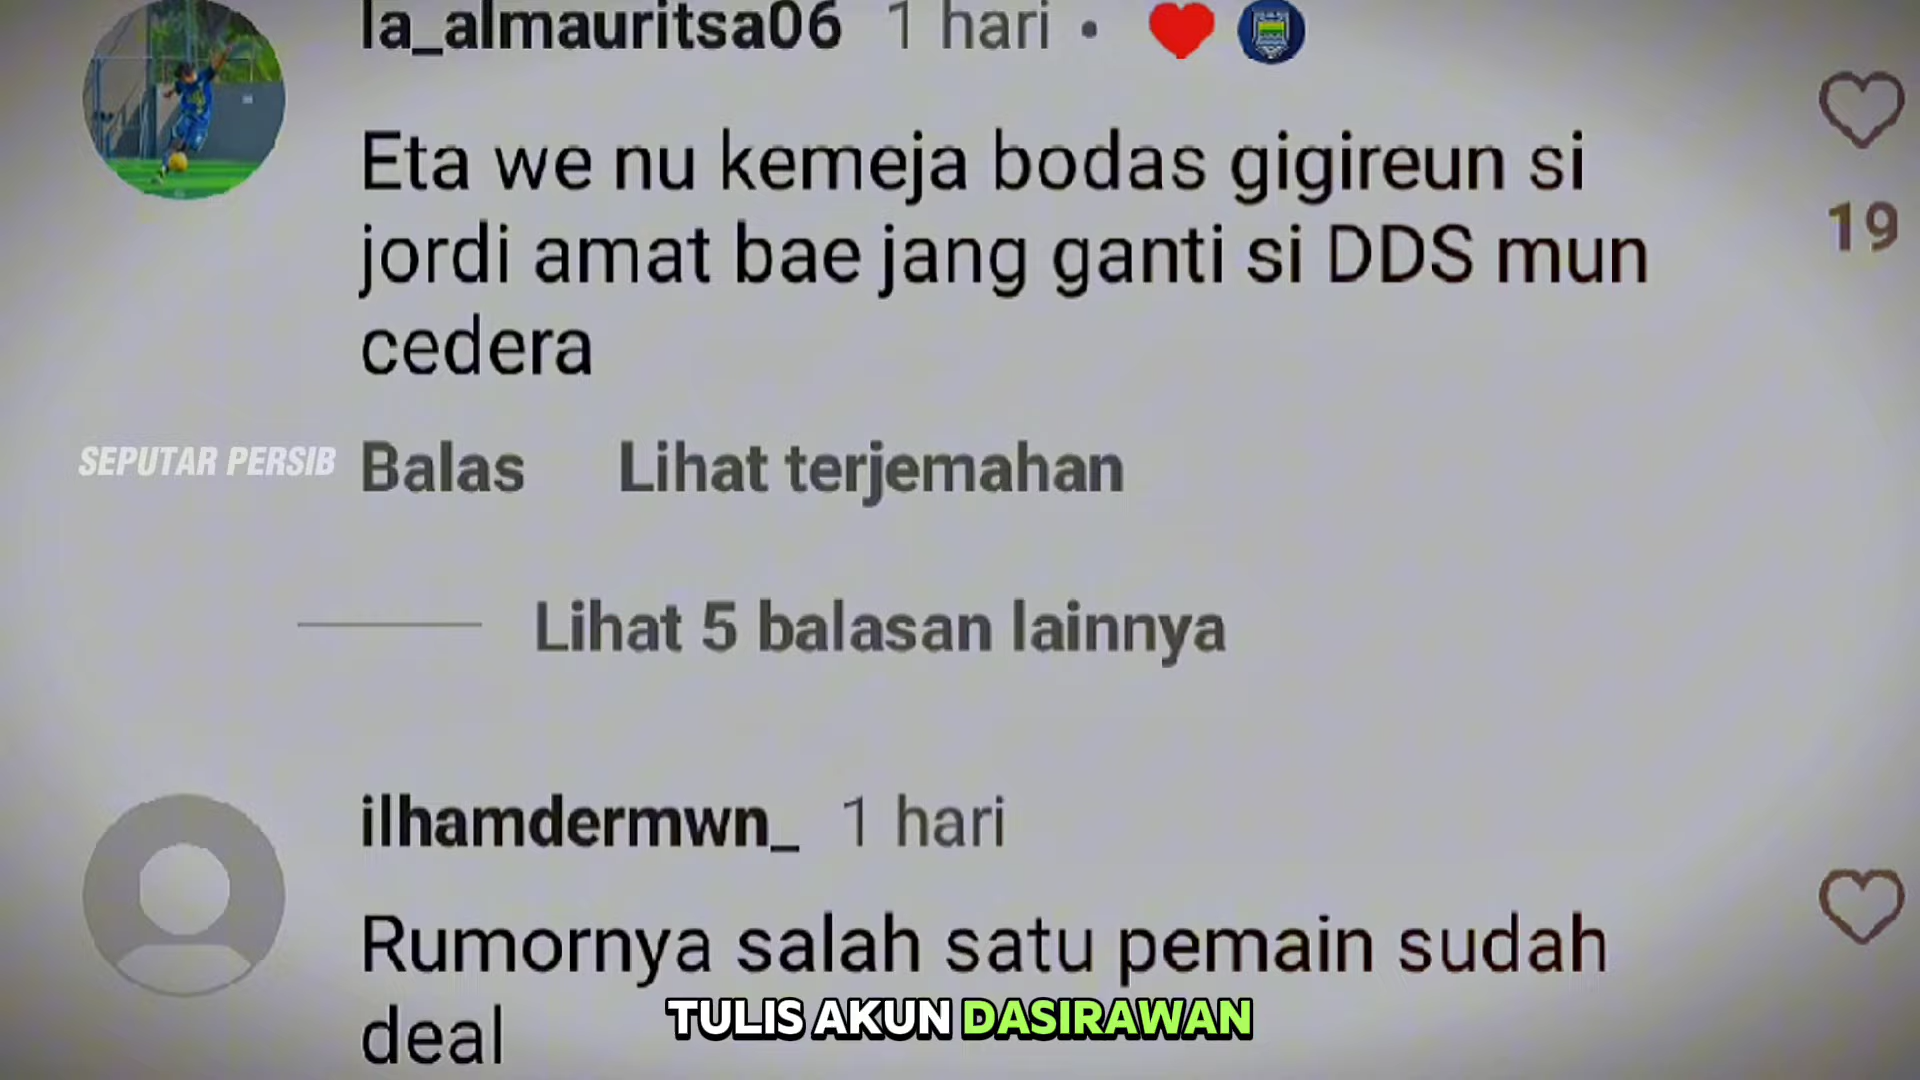 la_almauritsa06 1 hari •
Eta we nu kemeja bodas gigireun si
jordi amat bae jang ganti si DDS mun
cedera
19
SEPUTAR PERSIB
Balas Lihat terjemahan
Lihat 5 balasan lainnya
ilhamdermwn_ 1 hari
Rumornya salah satu pemain sudah
deal
TULIS AKUN DASIRAWAN